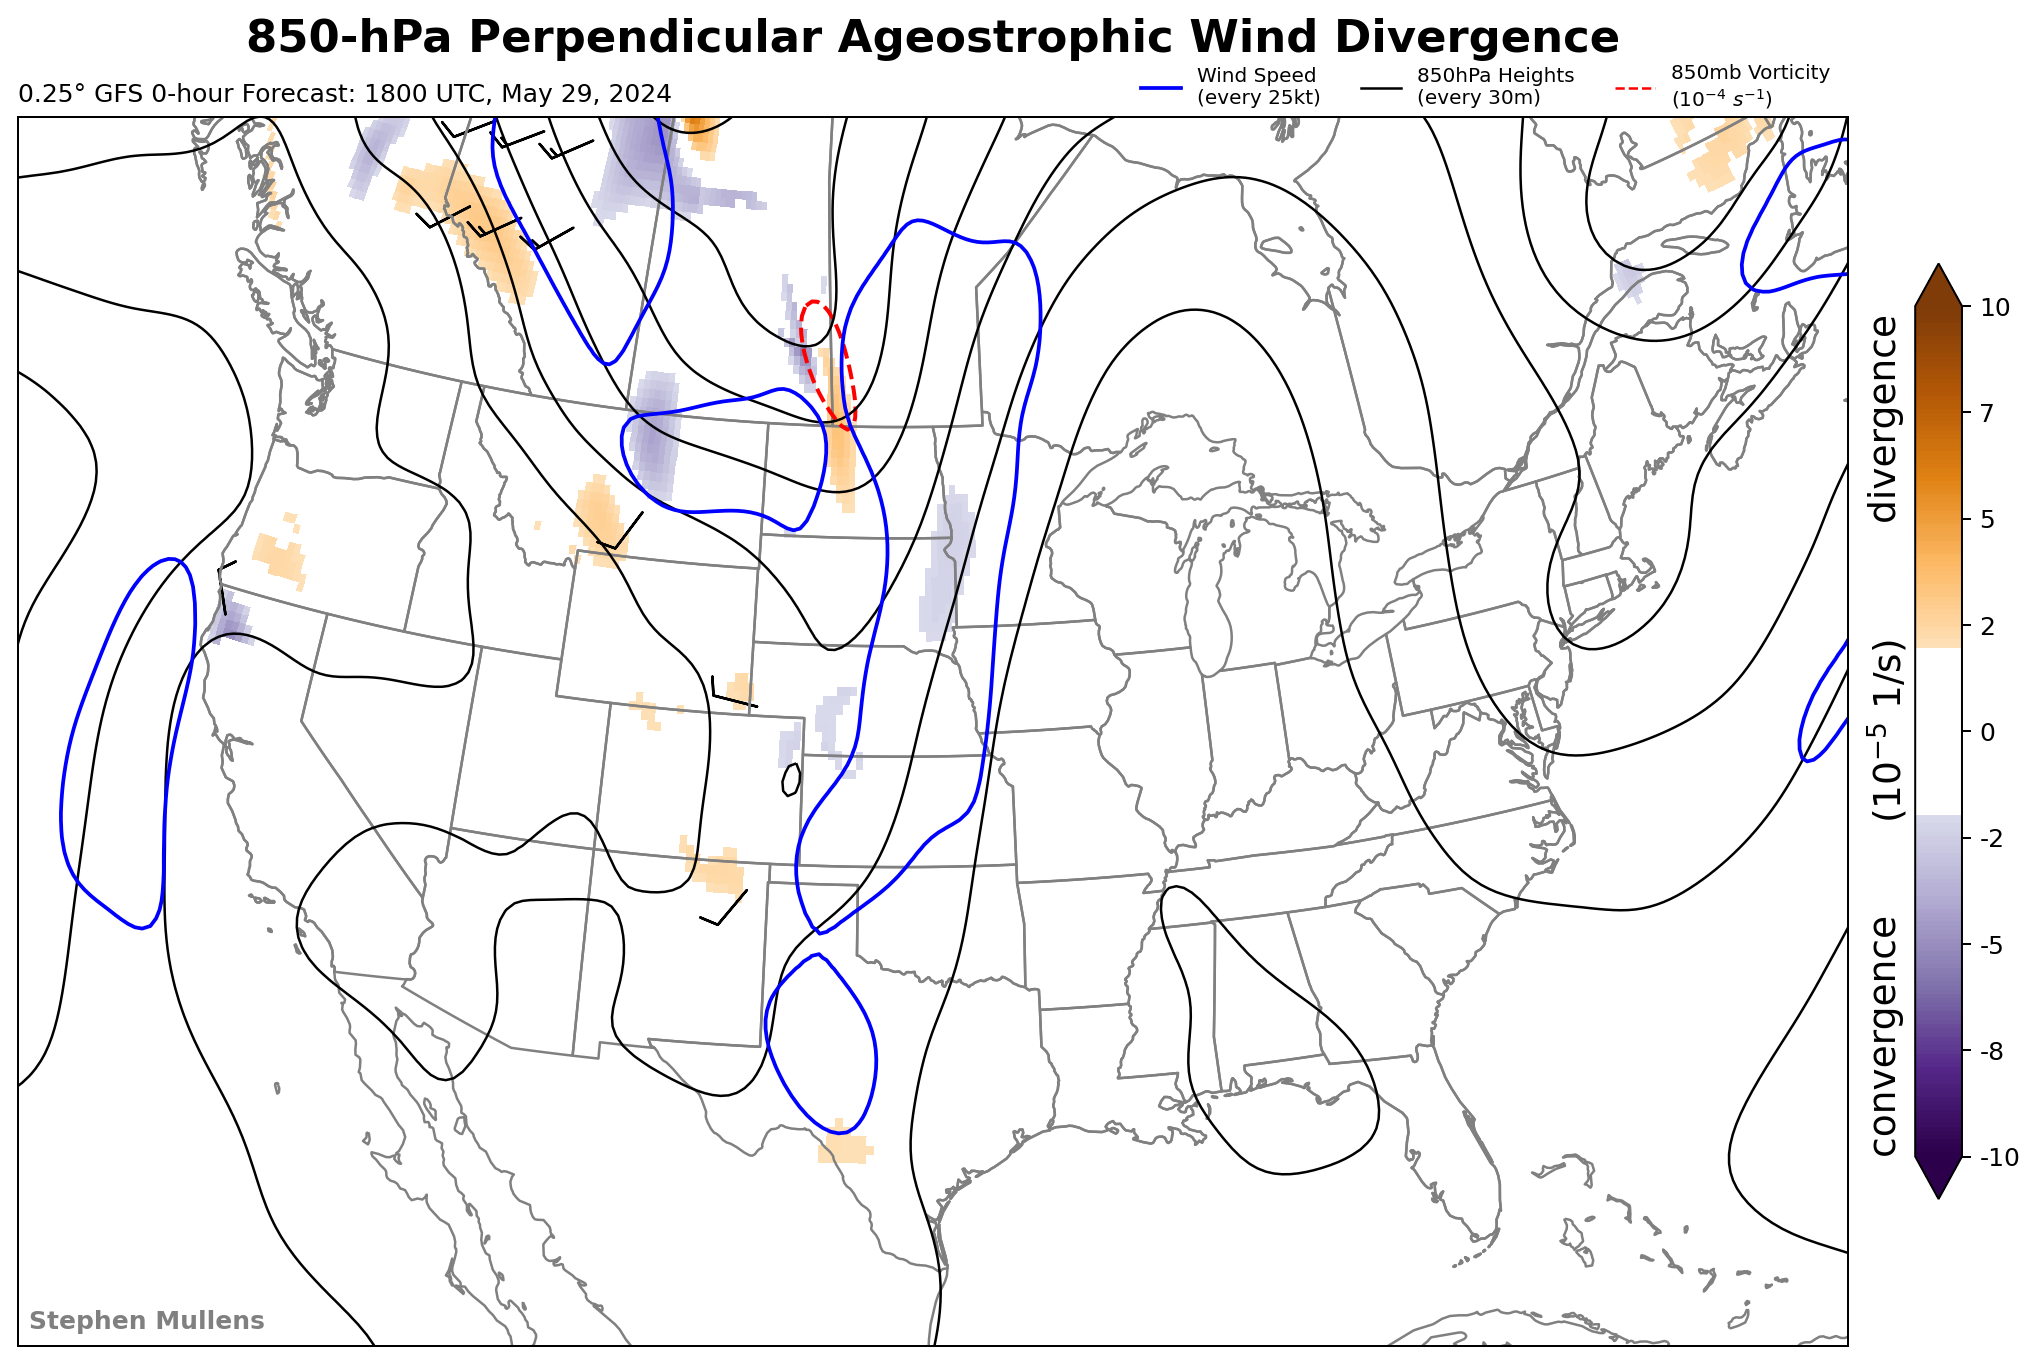 850-hPa Perpendicular Ageostrophic Wind Divergence
0.25° GFS 0-hour Forecast: 1800 UTC, May 29, 2024
Wind Speed
(every 25kt)
850hPa Heights
(every 30m)
850mb Vorticity
(10⁻⁴ s⁻¹)
10
7
5
2
0
-2
-5
-8
-10
convergence (10⁻⁵ 1/s) divergence
Stephen Mullens